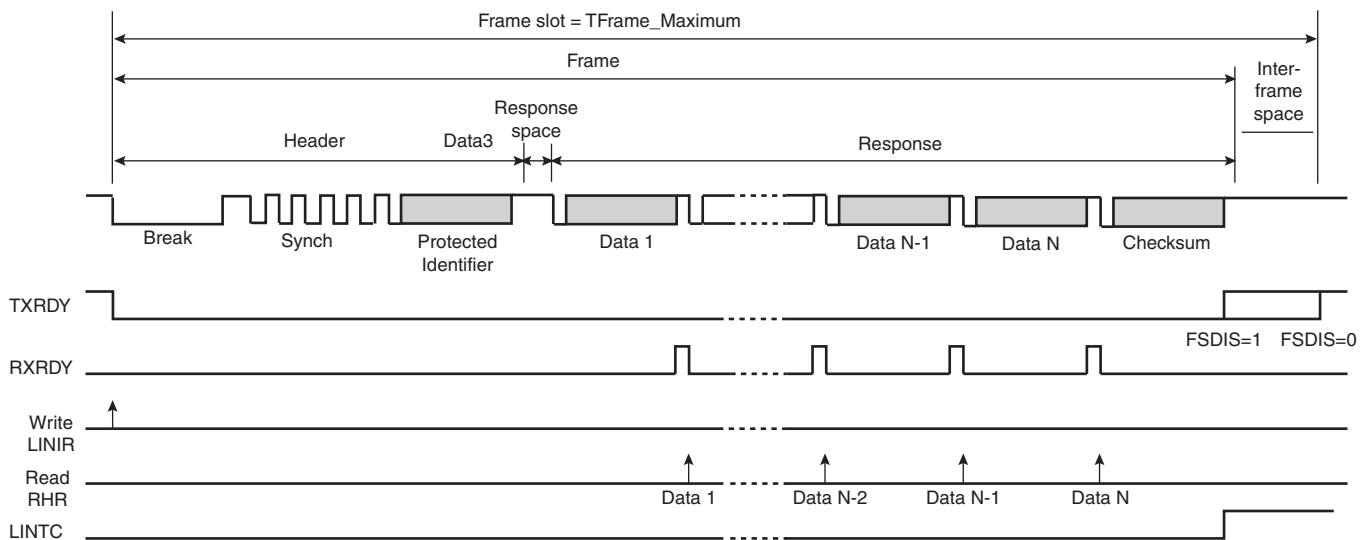 Frame slot = TFrame_Maximum
Frame
Inter-
frame
space
Response
space
Header
Data3
Response
Break
Synch
Protected
Identifier
Data 1
Data N-1
Data N
Checksum
TXRDY
FSDIS=1
FSDIS=0
RXRDY
Write
LINIR
Read
RHR
Data 1
Data N-2
Data N-1
Data N
LINTC